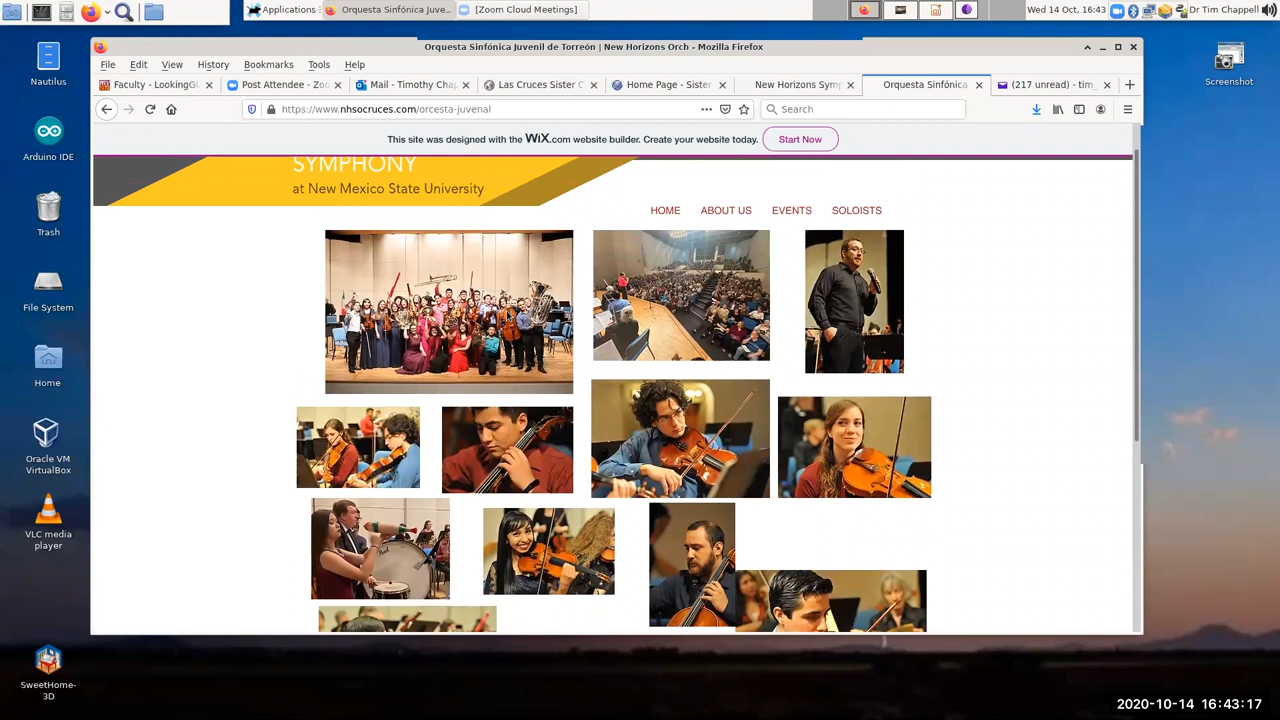 Applications
Orquesta Sinfónica Juve...
[Zoom Cloud Meetings]
Wed 14 Oct, 16:43
Dr Tim Chappell
Nautilus
Arduino IDE
Trash
File System
Home
Oracle VM
VirtualBox
VLC media
player
SweetHome-
3D
Screenshot
Orquesta Sinfónica Juvenil de Torreón | New Horizons Orch - Mozilla Firefox
File Edit View History Bookmarks Tools Help
Faculty - LookingGl
Post Attendee - Zoo
Mail - Timothy Cha
Las Cruces Sister C
Home Page - Sister
New Horizons Sym
Orquesta Sinfónica
(217 unread) - tim_
https://www.nhsocruces.com/orcesta-juvenal
Search
This site was designed with the WiX.com website builder. Create your website today. Start Now
SYMPHONY
at New Mexico State University
HOME ABOUT US EVENTS SOLOISTS
2020-10-14 16:43:17